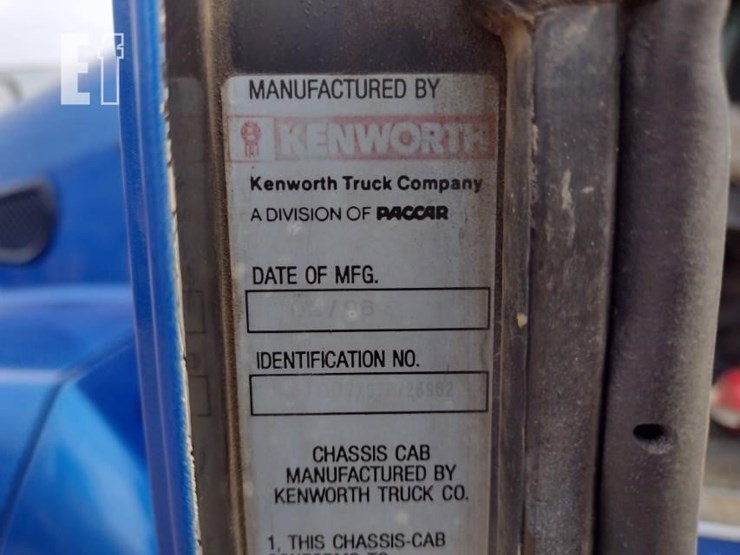 Ef
MANUFACTURED BY
KENWORTH
Kenworth Truck Company
A DIVISION OF PACCAR
DATE OF MFG.
IDENTIFICATION NO.
CHASSIS CAB
MANUFACTURED BY
KENWORTH TRUCK CO.
1. THIS CHASSIS-CAB